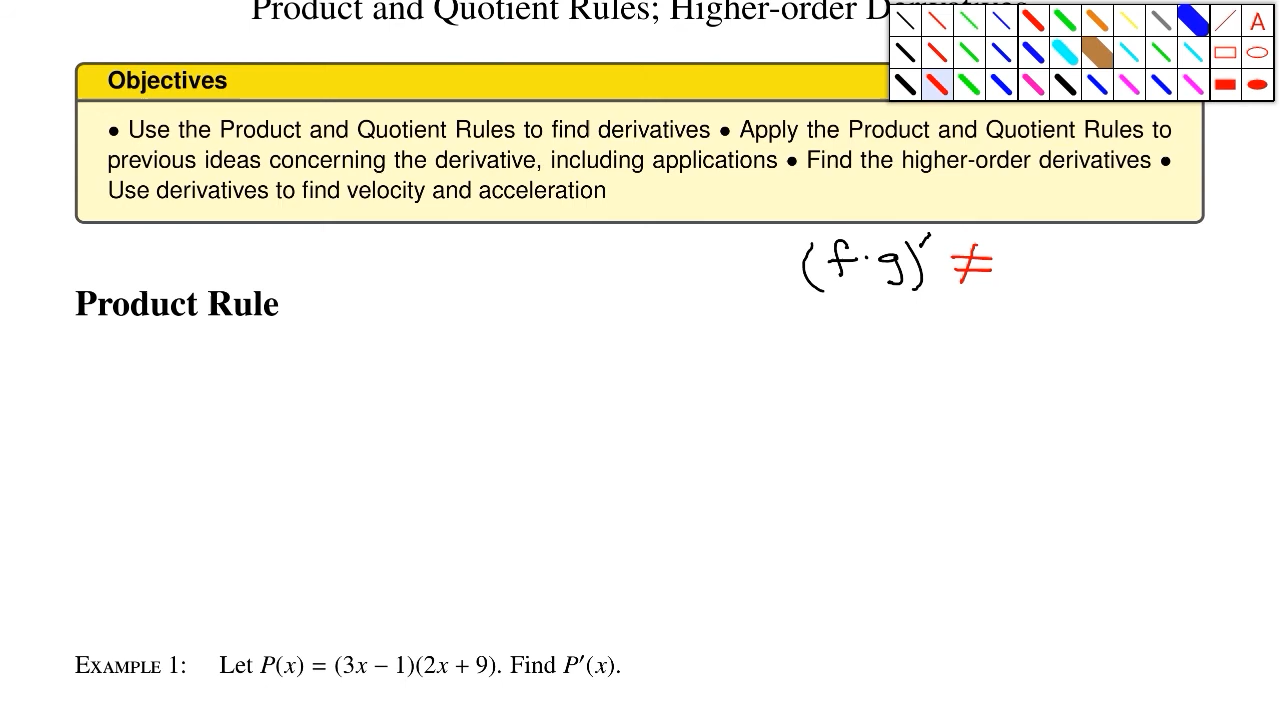 Product and Quotient Rules; Higher-order
Objectives
• Use the Product and Quotient Rules to find derivatives • Apply the Product and Quotient Rules to
previous ideas concerning the derivative, including applications • Find the higher-order derivatives •
Use derivatives to find velocity and acceleration
(f·g)′ ≠
Product Rule
EXAMPLE 1: Let P(x) = (3x − 1)(2x + 9). Find P′(x).
A